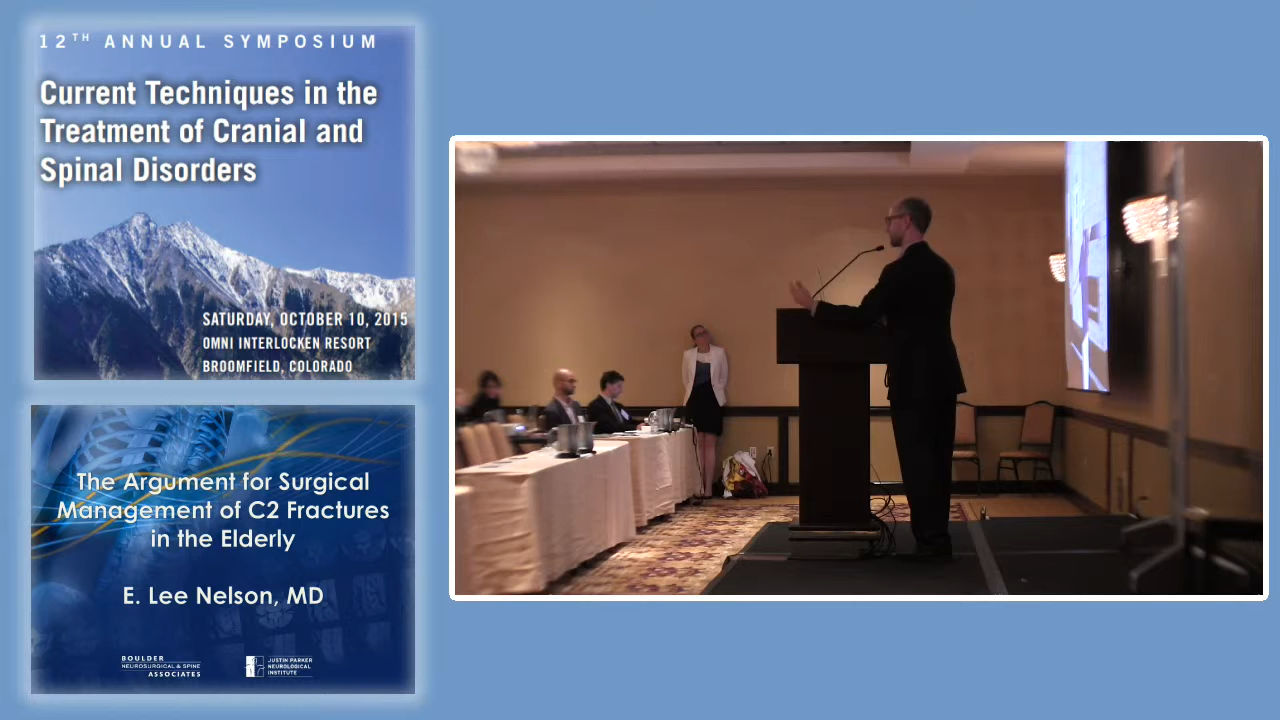 12TH ANNUAL SYMPOSIUM
Current Techniques in the
Treatment of Cranial and
Spinal Disorders
SATURDAY, OCTOBER 10, 2015
OMNI INTERLOCKEN RESORT
BROOMFIELD, COLORADO
The Argument for Surgical
Management of C2 Fractures
in the Elderly
E. Lee Nelson, MD
BOULDER
NEUROSURGICAL & SPINE
ASSOCIATES
JUSTIN PARKER
NEUROLOGICAL
INSTITUTE